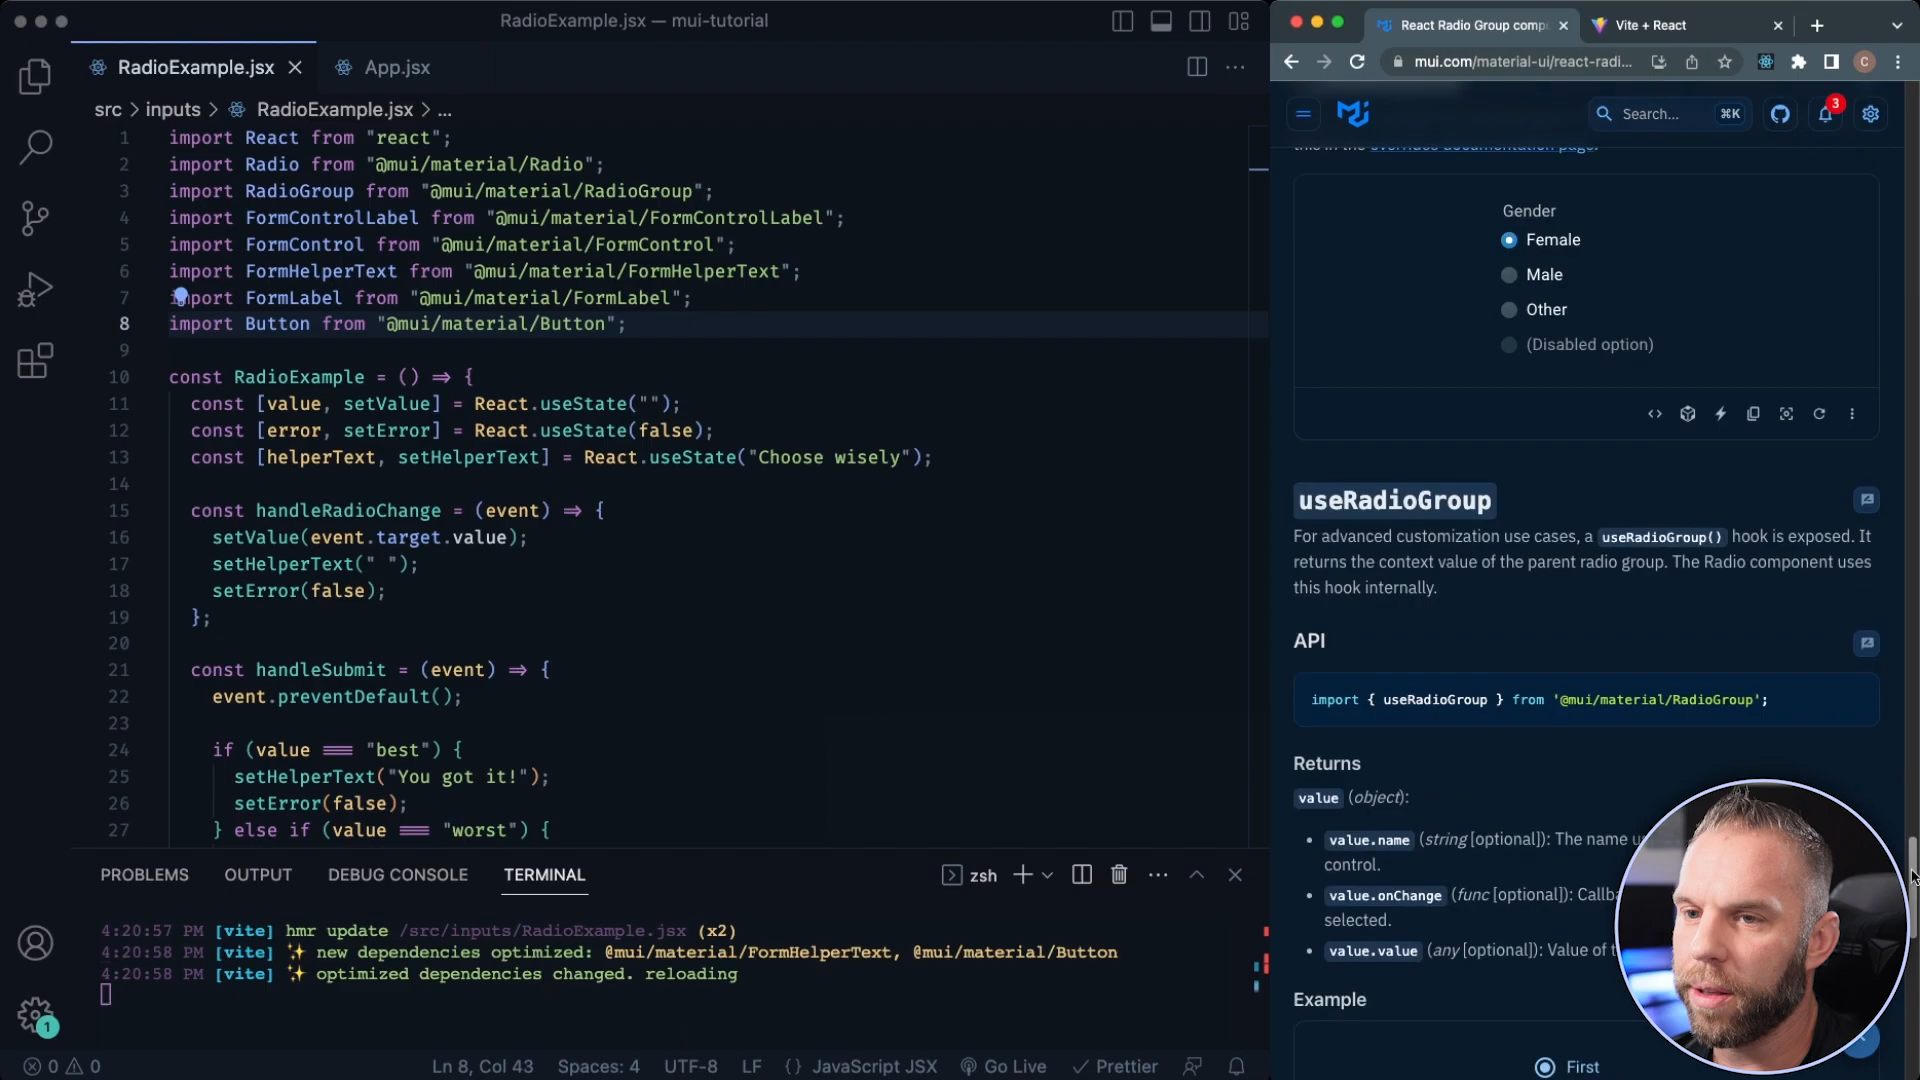 RadioExample.jsx — mui-tutorial
RadioExample.jsx
App.jsx
src > inputs > RadioExample.jsx > ...
1 import React from "react";
2 import Radio from "@mui/material/Radio";
3 import RadioGroup from "@mui/material/RadioGroup";
4 import FormControlLabel from "@mui/material/FormControlLabel";
5 import FormControl from "@mui/material/FormControl";
6 import FormHelperText from "@mui/material/FormHelperText";
7 import FormLabel from "@mui/material/FormLabel";
8 import Button from "@mui/material/Button";
9
10 const RadioExample = () => {
11 const [value, setValue] = React.useState("");
12 const [error, setError] = React.useState(false);
13 const [helperText, setHelperText] = React.useState("Choose wisely");
14
15 const handleRadioChange = (event) => {
16 setValue(event.target.value);
17 setHelperText(" ");
18 setError(false);
19 };
20
21 const handleSubmit = (event) => {
22 event.preventDefault();
23
24 if (value === "best") {
25 setHelperText("You got it!");
26 setError(false);
27 } else if (value === "worst") {
PROBLEMS OUTPUT DEBUG CONSOLE TERMINAL
zsh
4:20:57 PM [vite] hmr update /src/inputs/RadioExample.jsx (x2)
4:20:58 PM [vite] ✨ new dependencies optimized: @mui/material/FormHelperText, @mui/material/Button
4:20:58 PM [vite] ✨ optimized dependencies changed. reloading
1
0 0
Ln 8, Col 43 Spaces: 4 UTF-8 LF {} JavaScript JSX Go Live Prettier
React Radio Group comp
Vite + React
mui.com/material-ui/react-radi...
C
Search... ⌘K
3
this in the overrides documentation page.
Gender
Female
Male
Other
(Disabled option)
useRadioGroup
For advanced customization use cases, a useRadioGroup() hook is exposed. It
returns the context value of the parent radio group. The Radio component uses
this hook internally.
API
import { useRadioGroup } from '@mui/material/RadioGroup';
Returns
value (object):
value.name (string [optional]): The name
control.
value.onChange (func [optional]):
selected.
value.value (any [optional]): Value of
Example
First